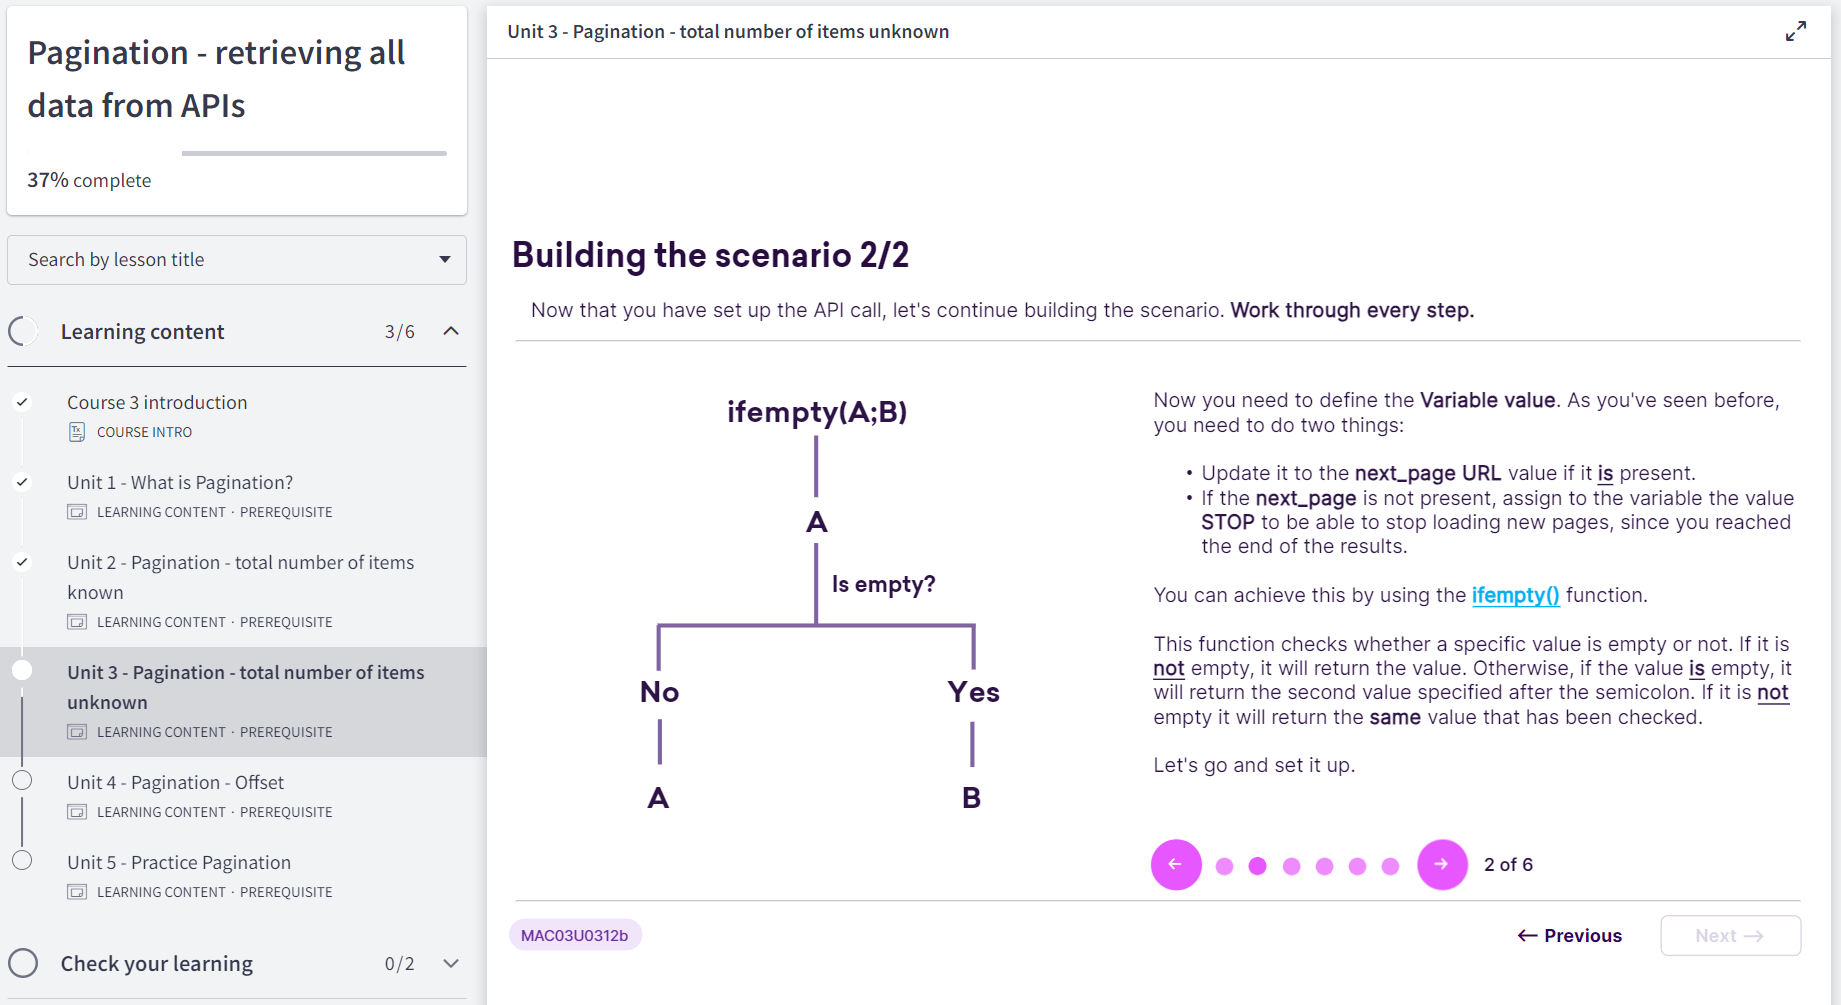 Pagination - retrieving all
data from APIs
37% complete
Search by lesson title
Learning content 3/6
Course 3 introduction
COURSE INTRO
Unit 1 - What is Pagination?
LEARNING CONTENT · PREREQUISITE
Unit 2 - Pagination - total number of items
known
LEARNING CONTENT · PREREQUISITE
Unit 3 - Pagination - total number of items
unknown
LEARNING CONTENT · PREREQUISITE
Unit 4 - Pagination - Offset
LEARNING CONTENT · PREREQUISITE
Unit 5 - Practice Pagination
LEARNING CONTENT · PREREQUISITE
Check your learning 0/2
Unit 3 - Pagination - total number of items unknown
Building the scenario 2/2
Now that you have set up the API call, let's continue building the scenario. Work through every step.
ifempty(A;B)
A
Is empty?
No Yes
A B
Now you need to define the Variable value. As you've seen before,
you need to do two things:
• Update it to the next_page URL value if it is present.
• If the next_page is not present, assign to the variable the value
STOP to be able to stop loading new pages, since you reached
the end of the results.
You can achieve this by using the ifempty() function.
This function checks whether a specific value is empty or not. If it is
not empty, it will return the value. Otherwise, if the value is empty, it
will return the second value specified after the semicolon. If it is not
empty it will return the same value that has been checked.
Let's go and set it up.
← → 2 of 6
MAC03U0312b
← Previous Next →